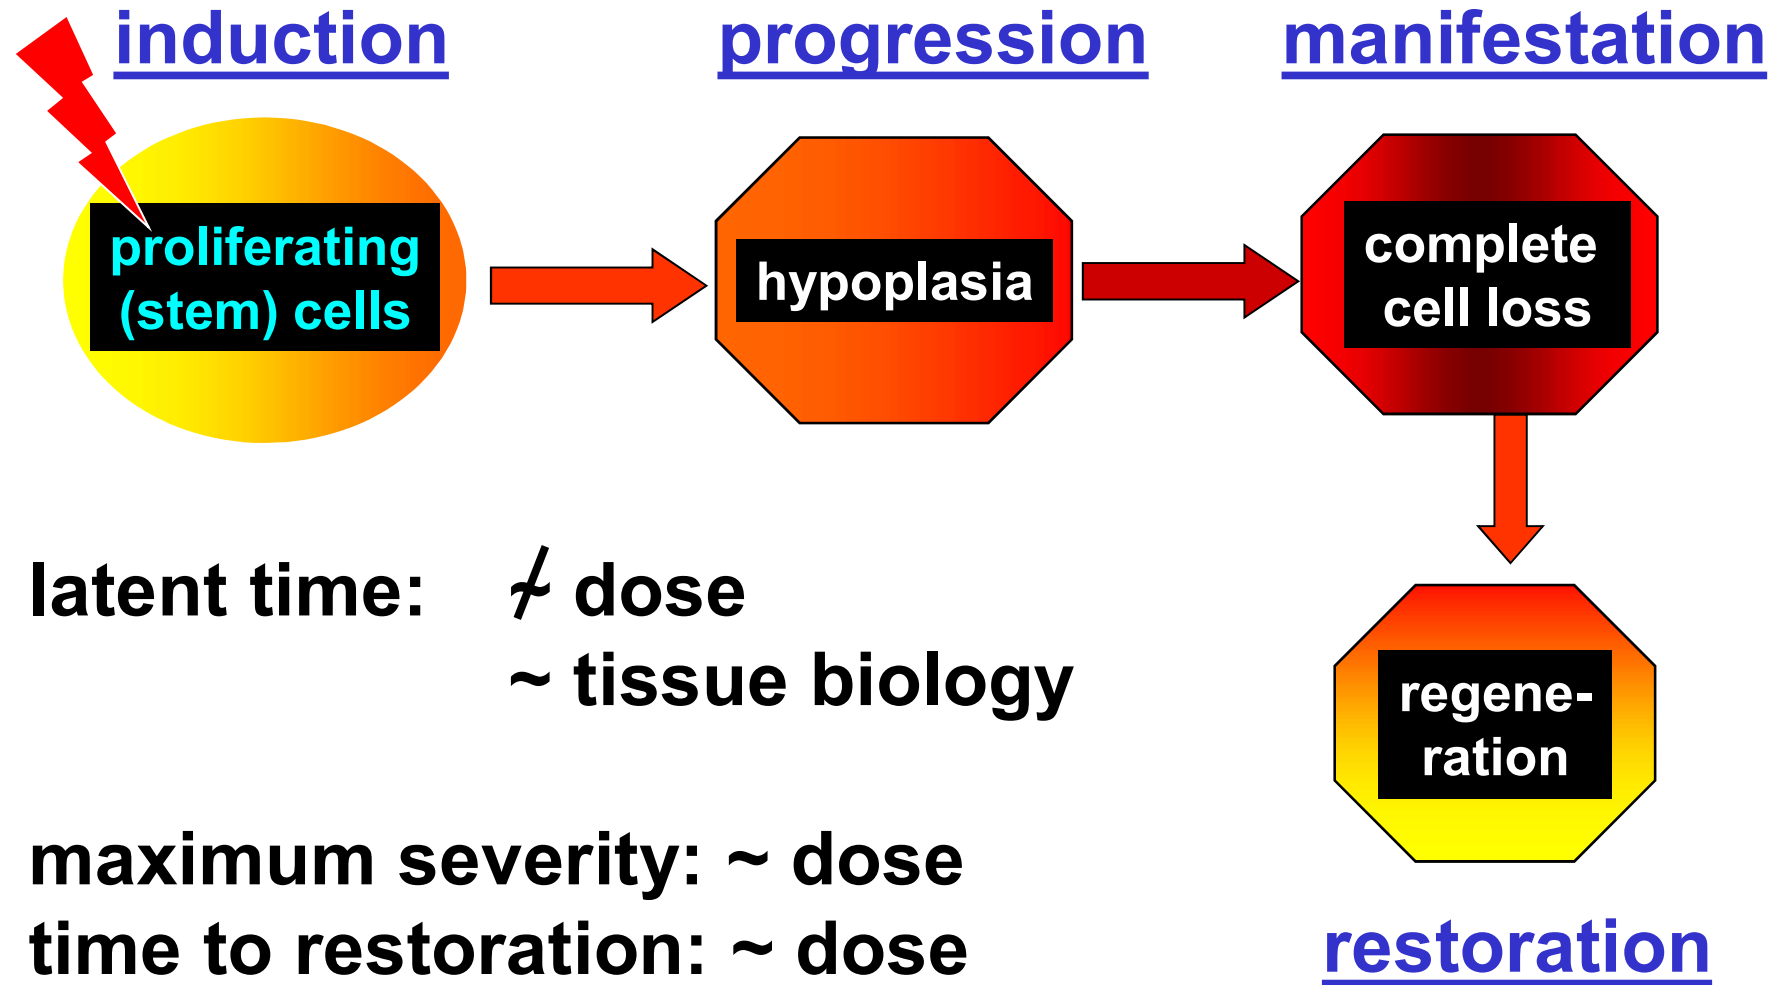 induction
progression
manifestation
proliferating
(stem) cells
hypoplasia
complete
cell loss
latent time: ≁ dose
~ tissue biology
regene-
ration
maximum severity: ~ dose
time to restoration: ~ dose
restoration